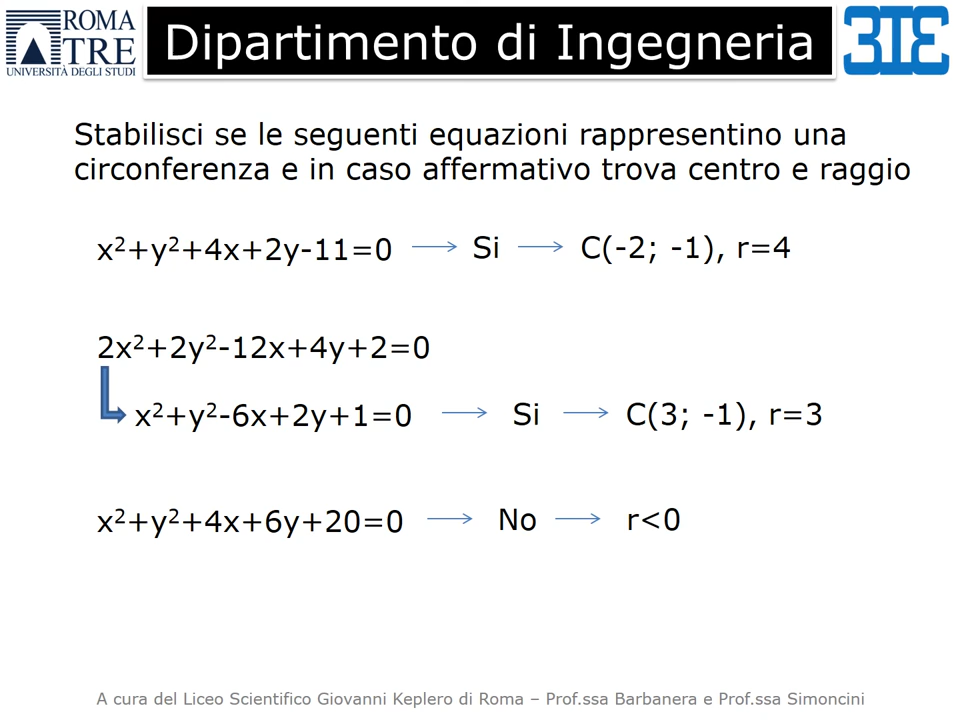 ROMA
TRE
UNIVERSITÀ DEGLI STUDI
Dipartimento di Ingegneria
Stabilisci se le seguenti equazioni rappresentino una
circonferenza e in caso affermativo trova centro e raggio
x²+y²+4x+2y-11=0 → Si → C(-2; -1), r=4
2x²+2y²-12x+4y+2=0
x²+y²-6x+2y+1=0 → Si → C(3; -1), r=3
x²+y²+4x+6y+20=0 → No → r<0
A cura del Liceo Scientifico Giovanni Keplero di Roma – Prof.ssa Barbanera e Prof.ssa Simoncini